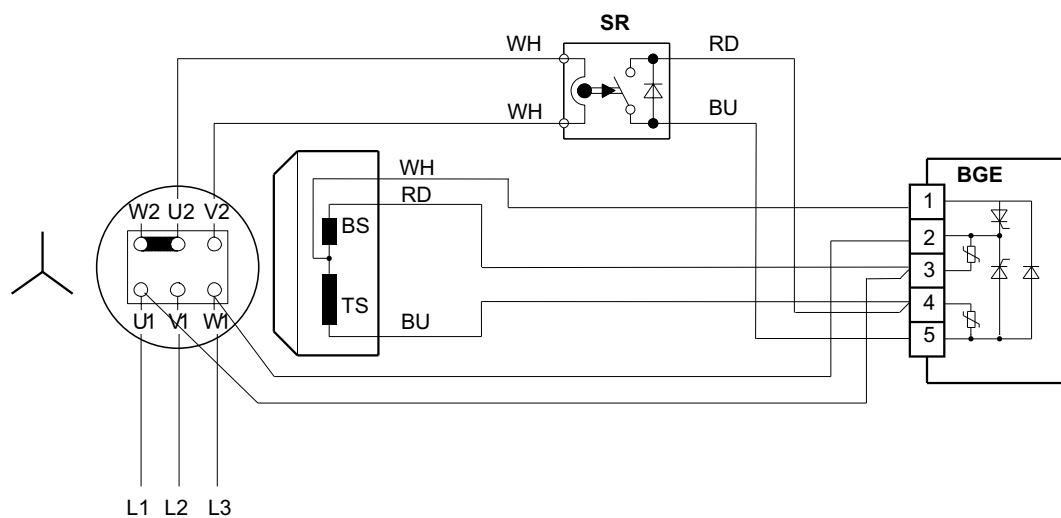 SR
WH RD
WH BU
WH
RD
BGE
W2 U2 V2
BS
TS
BU
U1 V1 W1
1
2
3
4
5
L1 L2 L3